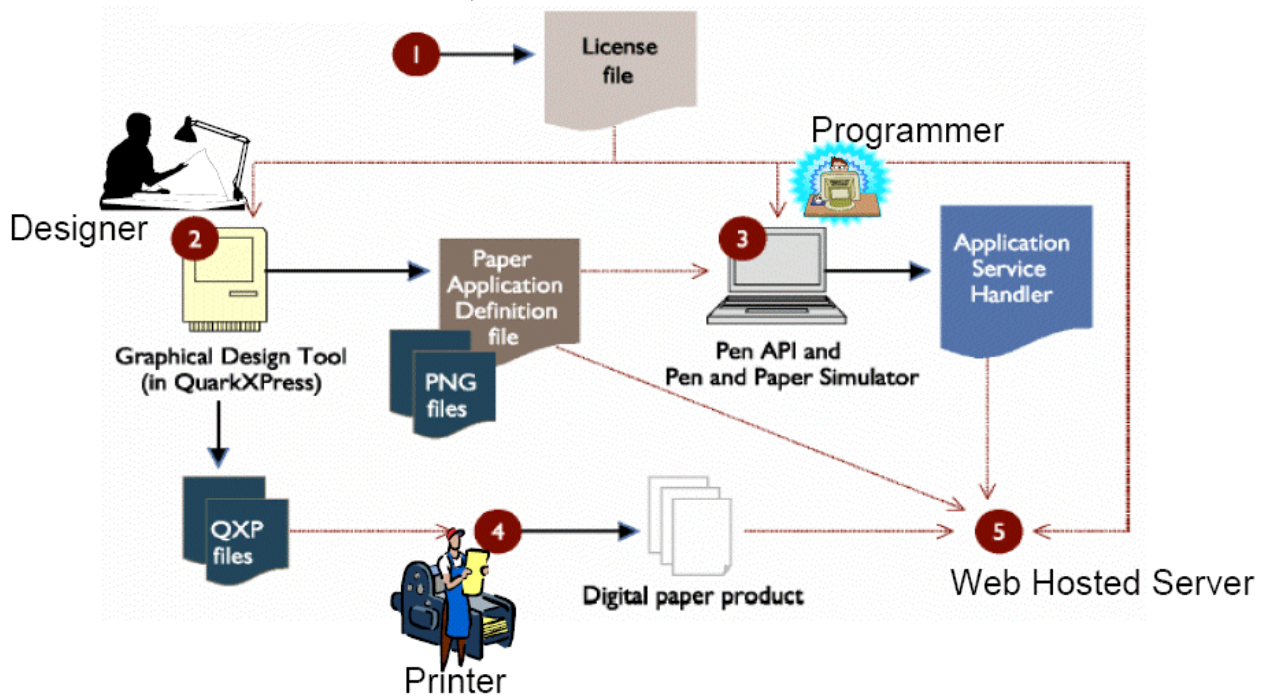 1
License
file
Programmer
Designer
2
3
Paper
Application
Definition
file
Application
Service
Handler
Graphical Design Tool
(in QuarkXPress)
PNG
files
Pen API and
Pen and Paper Simulator
QXP
files
4
5
Digital paper product
Web Hosted Server
Printer